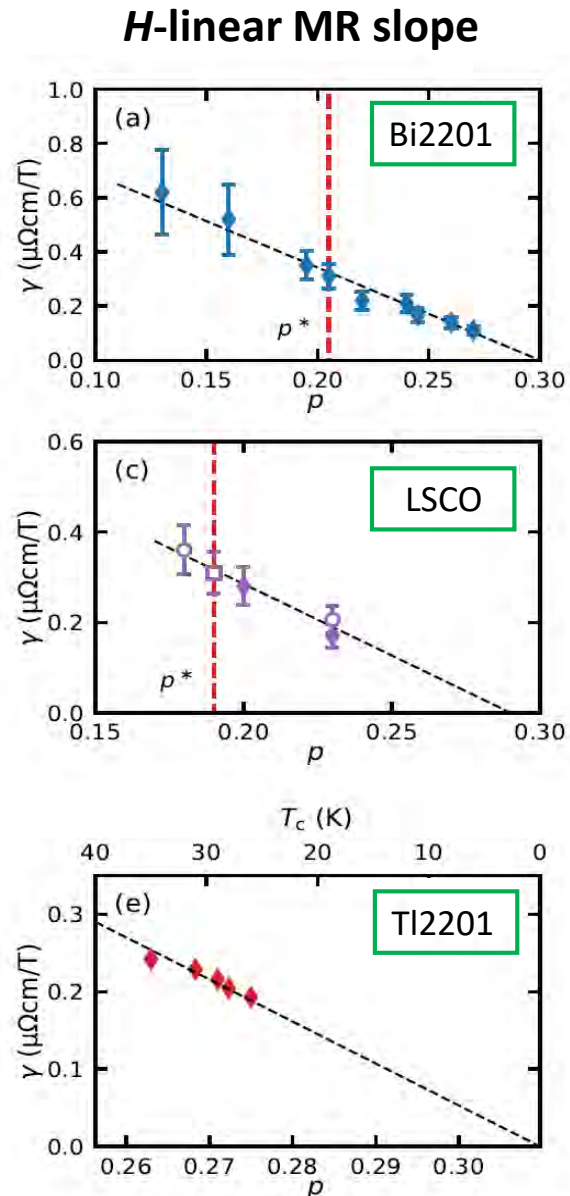 H-linear MR slope
(a)
Bi2201
γ (μΩcm/T)
1.0
0.8
0.6
0.4
0.2
0.0
p*
0.10 0.15 0.20 0.25 0.30
p
(c)
LSCO
γ (μΩcm/T)
0.6
0.4
0.2
0.0
p*
0.15 0.20 0.25 0.30
p
T_c (K)
40 30 20 10 0
(e)
Tl2201
γ (μΩcm/T)
0.3
0.2
0.1
0.0
0.26 0.27 0.28 0.29 0.30
p